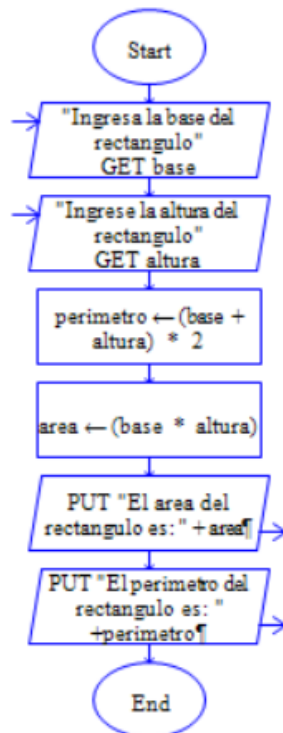 Start
"Ingresa la base del
rectangulo"
GET base
"Ingrese la altura del
rectangulo"
GET altura
perimetro ← (base +
altura) * 2
area ← (base * altura)
PUT "El area del
rectangulo es: " + area¶
PUT "El perimetro del
rectangulo es: "
+perimetro¶
End